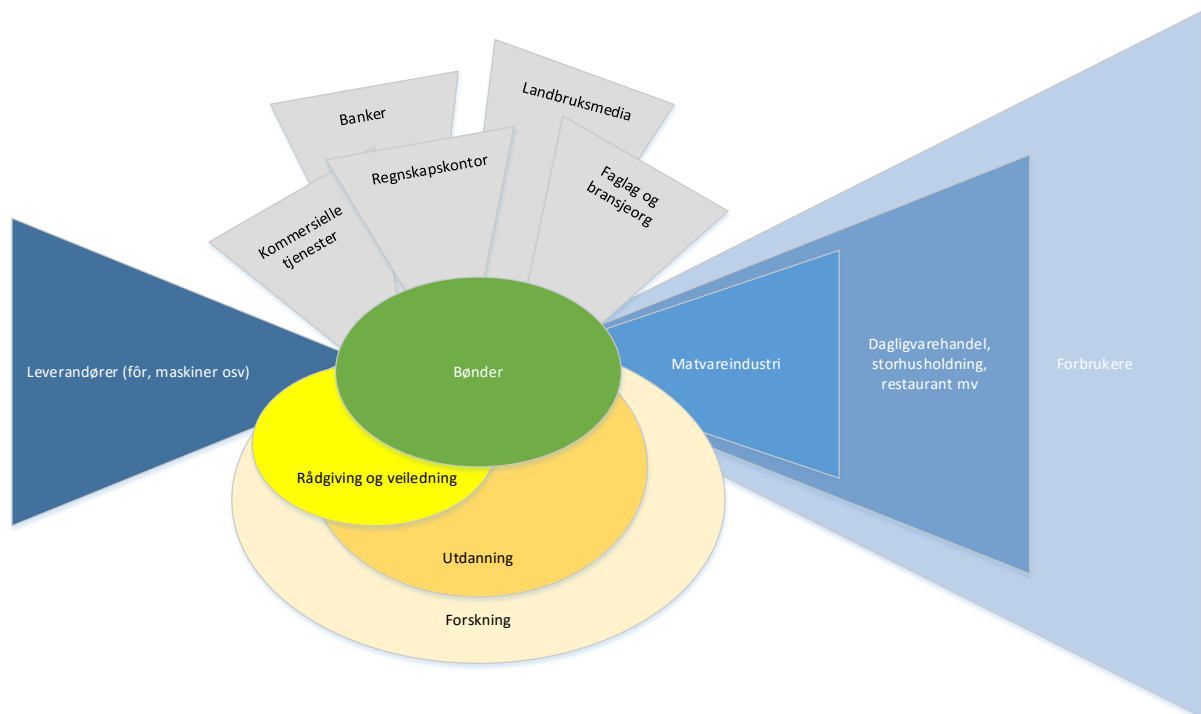 Landbruksmedia
Banker
Regnskapskontor
Faglag og
bransjeorg
Kommersielle
tjenester
Leverandører (fôr, maskiner osv)
Bønder
Matvareindustri
Dagligvarehandel,
storhusholdning,
restaurant mv
Forbrukere
Rådgiving og veiledning
Utdanning
Forskning